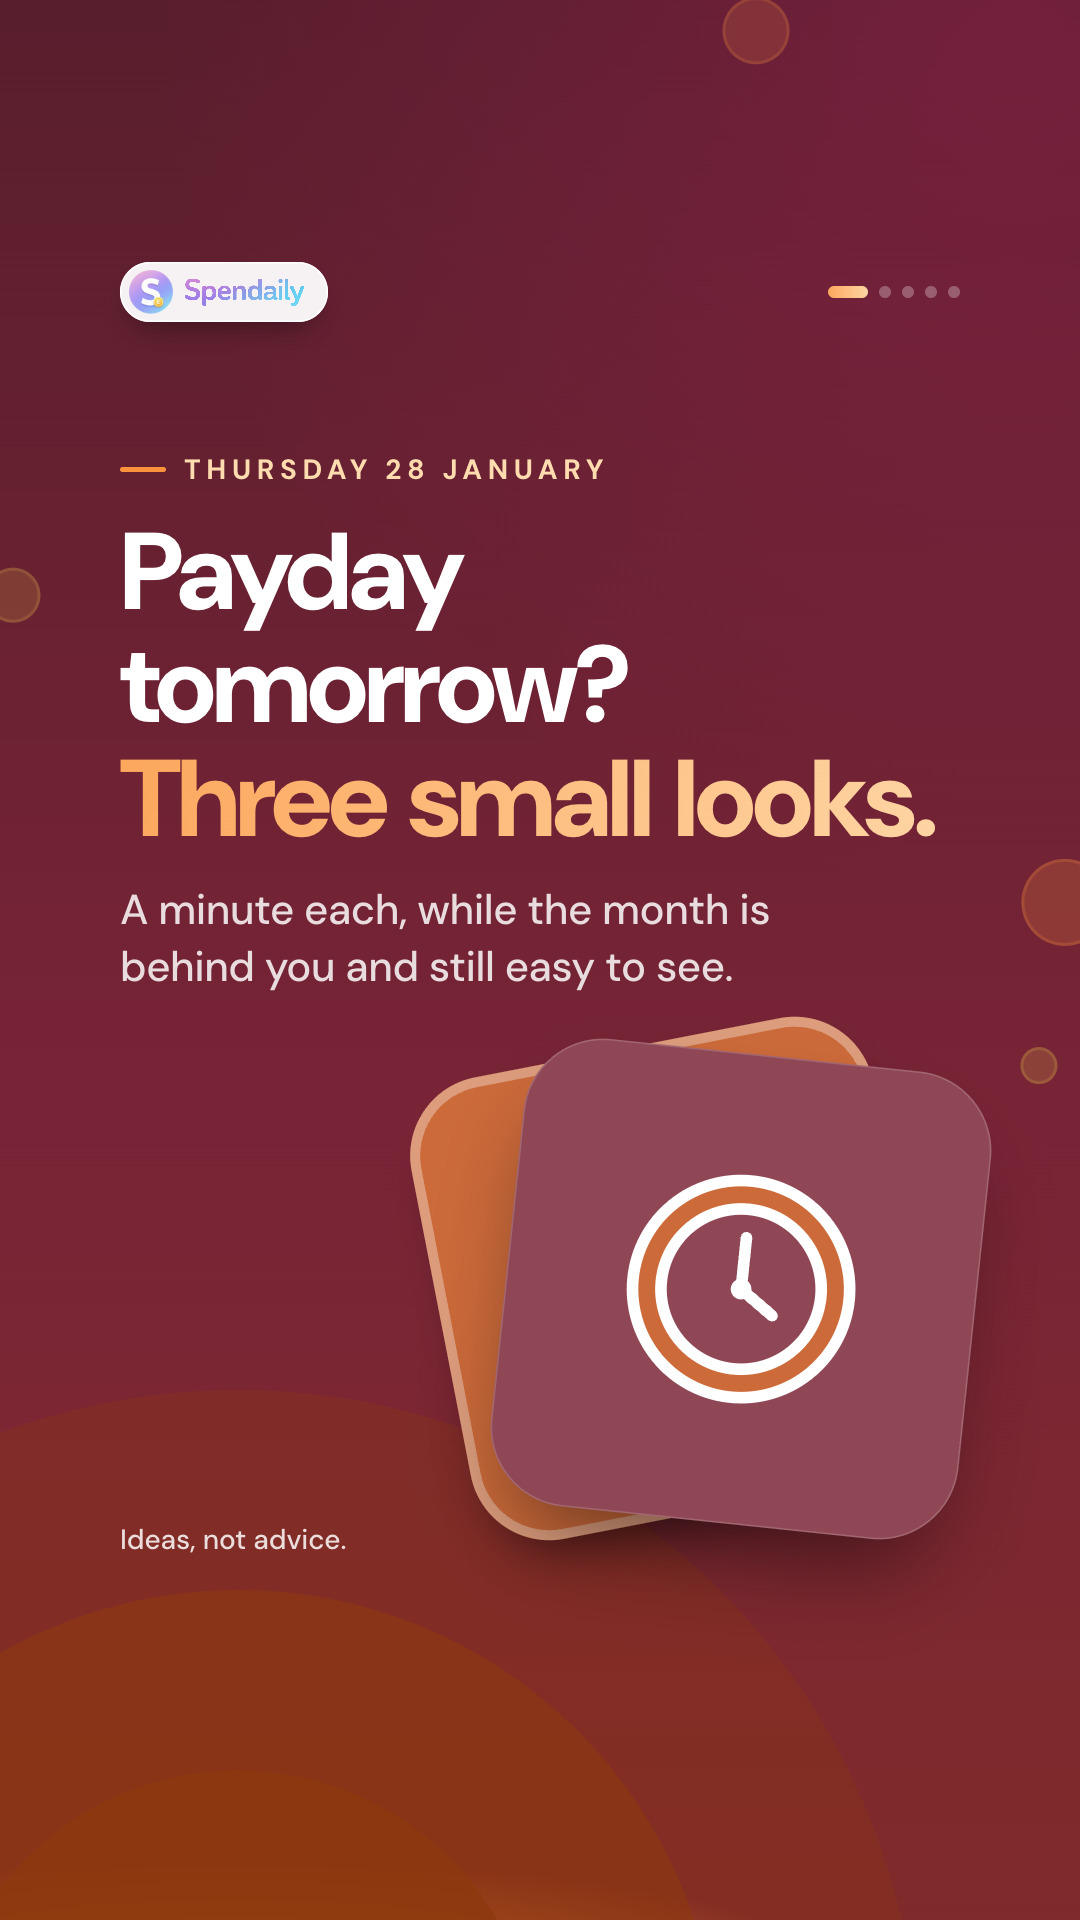 Spendaily
THURSDAY 28 JANUARY
Payday
tomorrow?
Three small looks.
A minute each, while the month is
behind you and still easy to see.
Ideas, not advice.